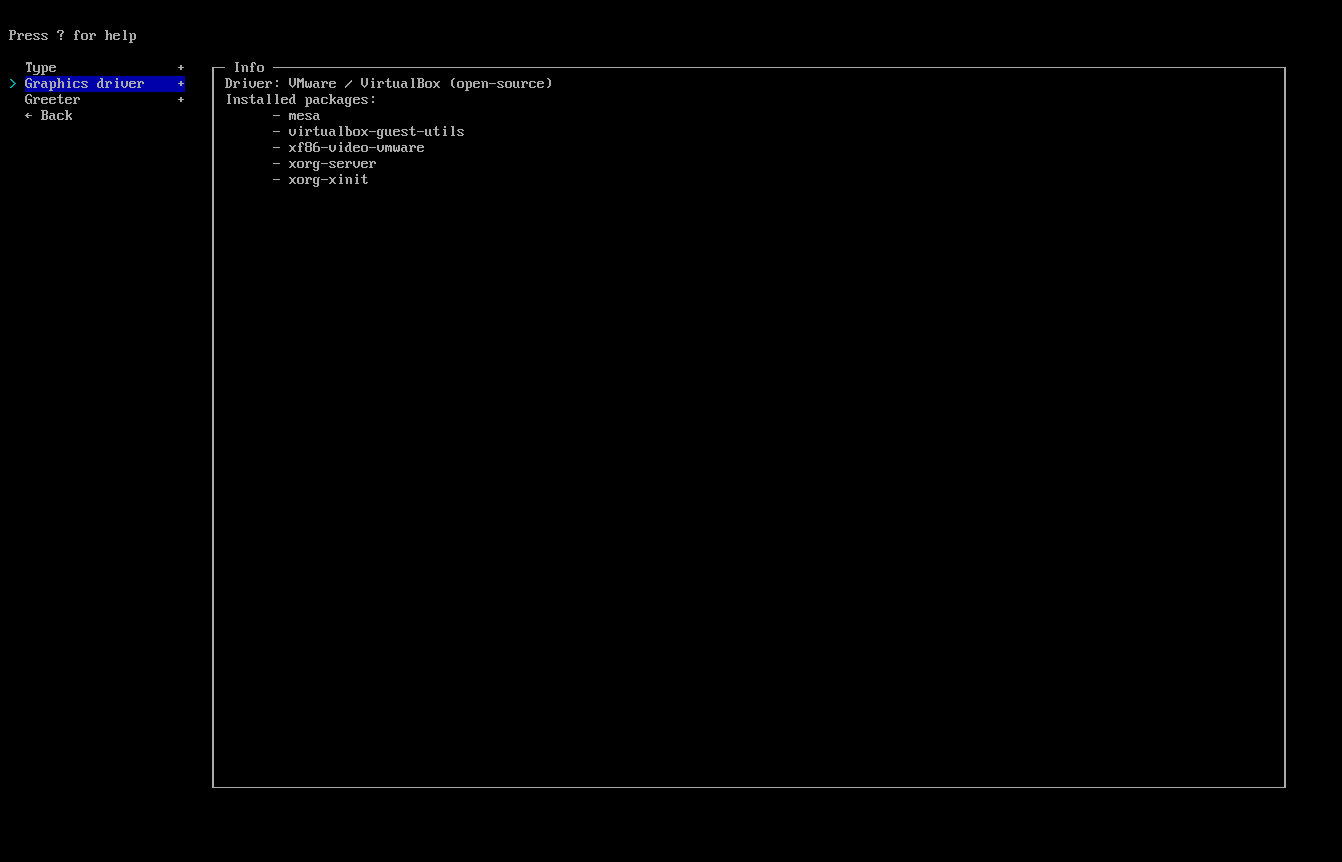 Press ? for help
Type +
> Graphics driver +
Greeter +
← Back
Info
Driver: VMware / VirtualBox (open-source)
Installed packages:
- mesa
- virtualbox-guest-utils
- xf86-video-vmware
- xorg-server
- xorg-xinit